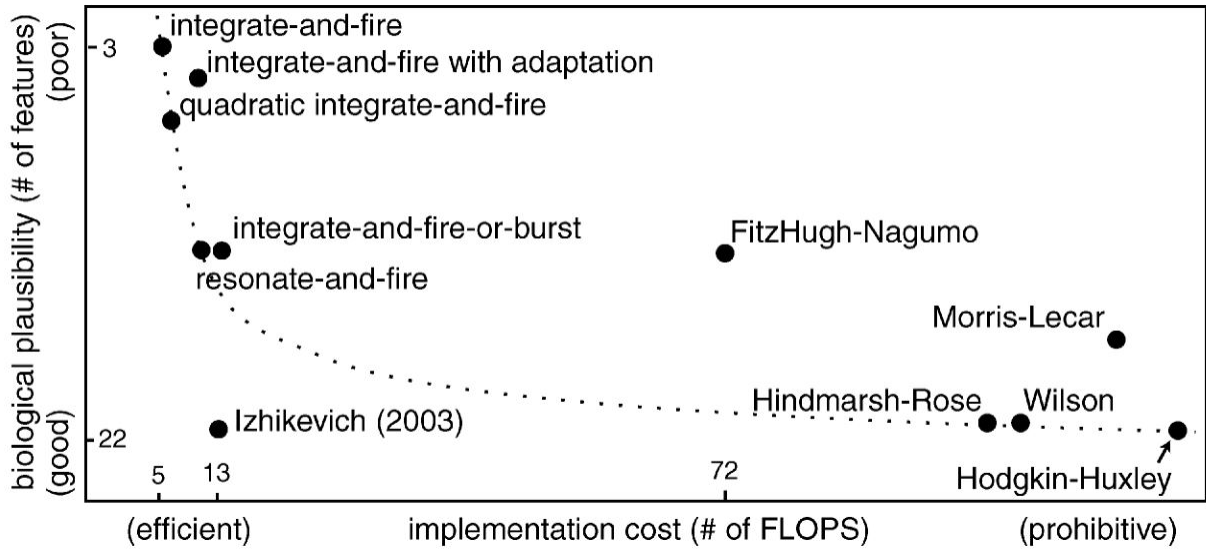 biological plausibility (# of features)
(poor)
(good)
3
22
integrate-and-fire
integrate-and-fire with adaptation
quadratic integrate-and-fire
integrate-and-fire-or-burst
resonate-and-fire
FitzHugh-Nagumo
Morris-Lecar
Hindmarsh-Rose
Wilson
Izhikevich (2003)
Hodgkin-Huxley
5
13
72
(efficient)
implementation cost (# of FLOPS)
(prohibitive)